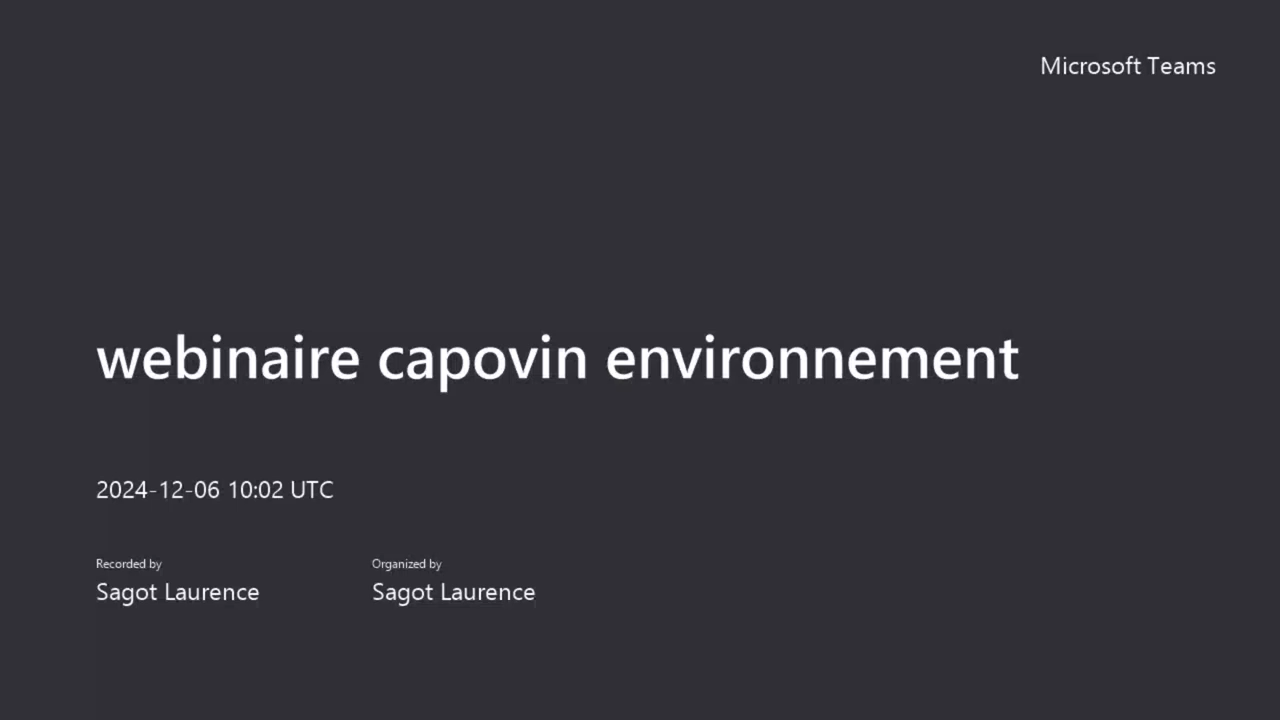 Microsoft Teams
webinaire capovin environnement
2024-12-06 10:02 UTC
Recorded by
Organized by
Sagot Laurence
Sagot Laurence